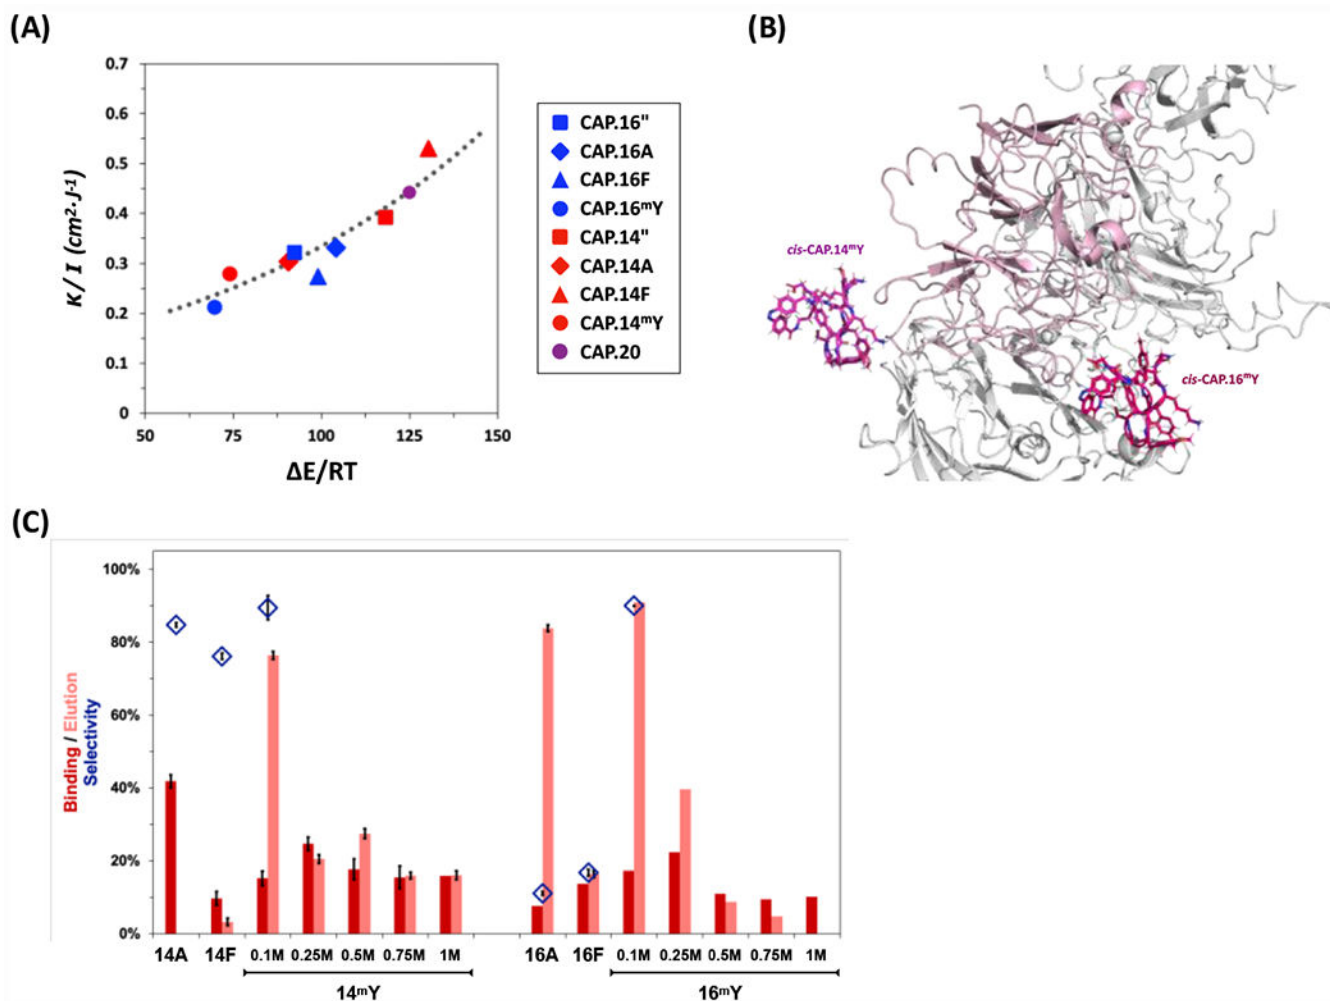 (A)
0.7
0.6
0.5
0.4
0.3
0.2
0.1
0
K/I (cm²·J⁻¹)
50 75 100 125 150
ΔE/RT
CAP.16"
CAP.16A
CAP.16F
CAP.16ᵐY
CAP.14"
CAP.14A
CAP.14F
CAP.14ᵐY
CAP.20
(B)
cis-CAP.14ᵐY
cis-CAP.16ᵐY
(C)
100%
80%
60%
40%
20%
0%
Binding / Elution
Selectivity
14A 14F 0.1M 0.25M 0.5M 0.75M 1M 16A 16F 0.1M 0.25M 0.5M 0.75M 1M
14ᵐY 16ᵐY